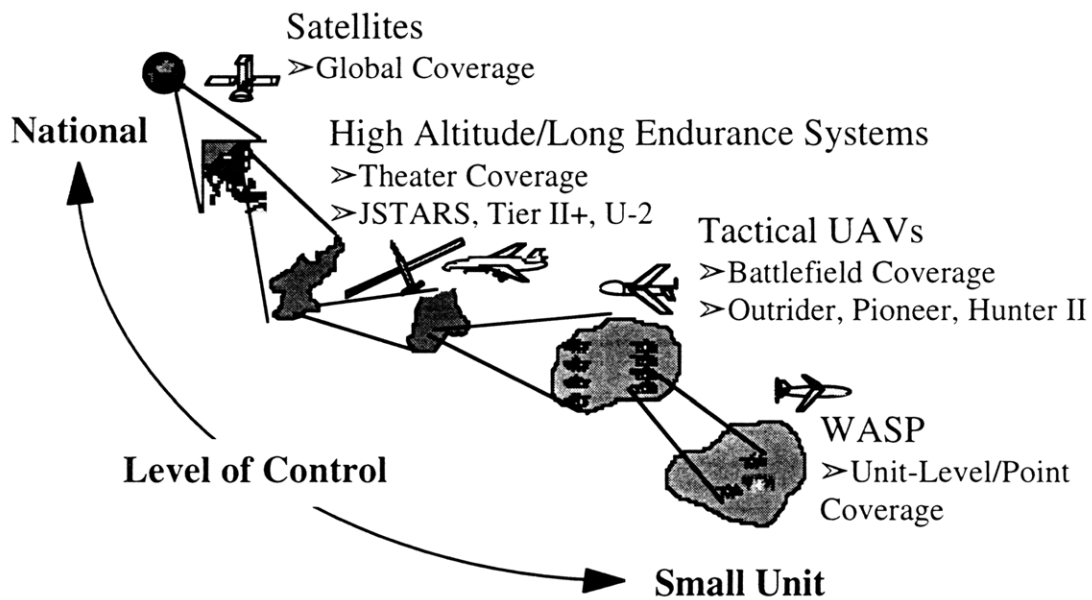 Satellites
➢Global Coverage
National
High Altitude/Long Endurance Systems
➢Theater Coverage
➢JSTARS, Tier II+, U-2
Tactical UAVs
➢Battlefield Coverage
➢Outrider, Pioneer, Hunter II
WASP
➢Unit-Level/Point
Coverage
Level of Control
Small Unit